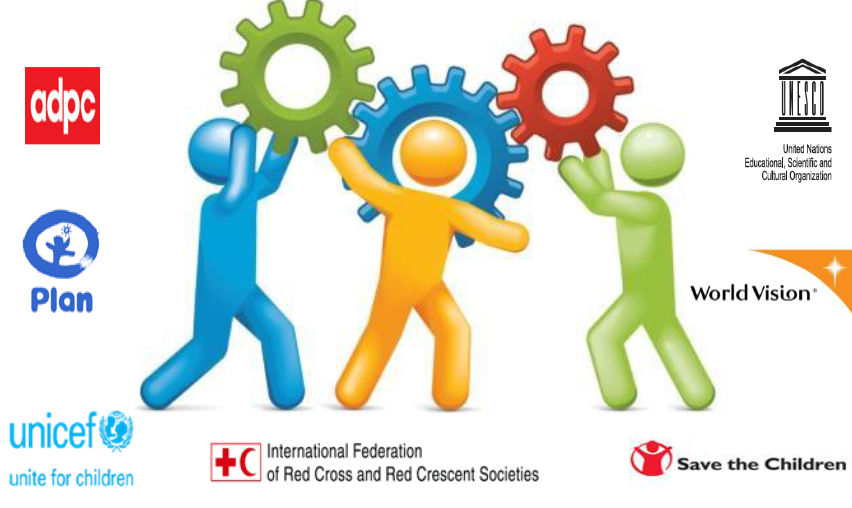 adpc
UNESCO
United Nations
Educational, Scientific and
Cultural Organization
Plan
World Vision®
unicef
unite for children
International Federation
of Red Cross and Red Crescent Societies
Save the Children